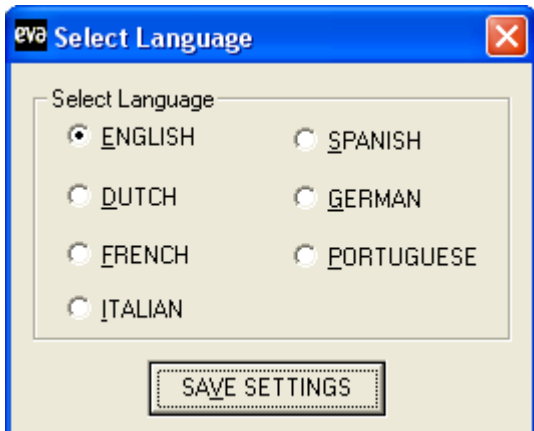 eva Select Language
Select Language
ENGLISH
SPANISH
DUTCH
GERMAN
FRENCH
PORTUGUESE
ITALIAN
SAVE SETTINGS